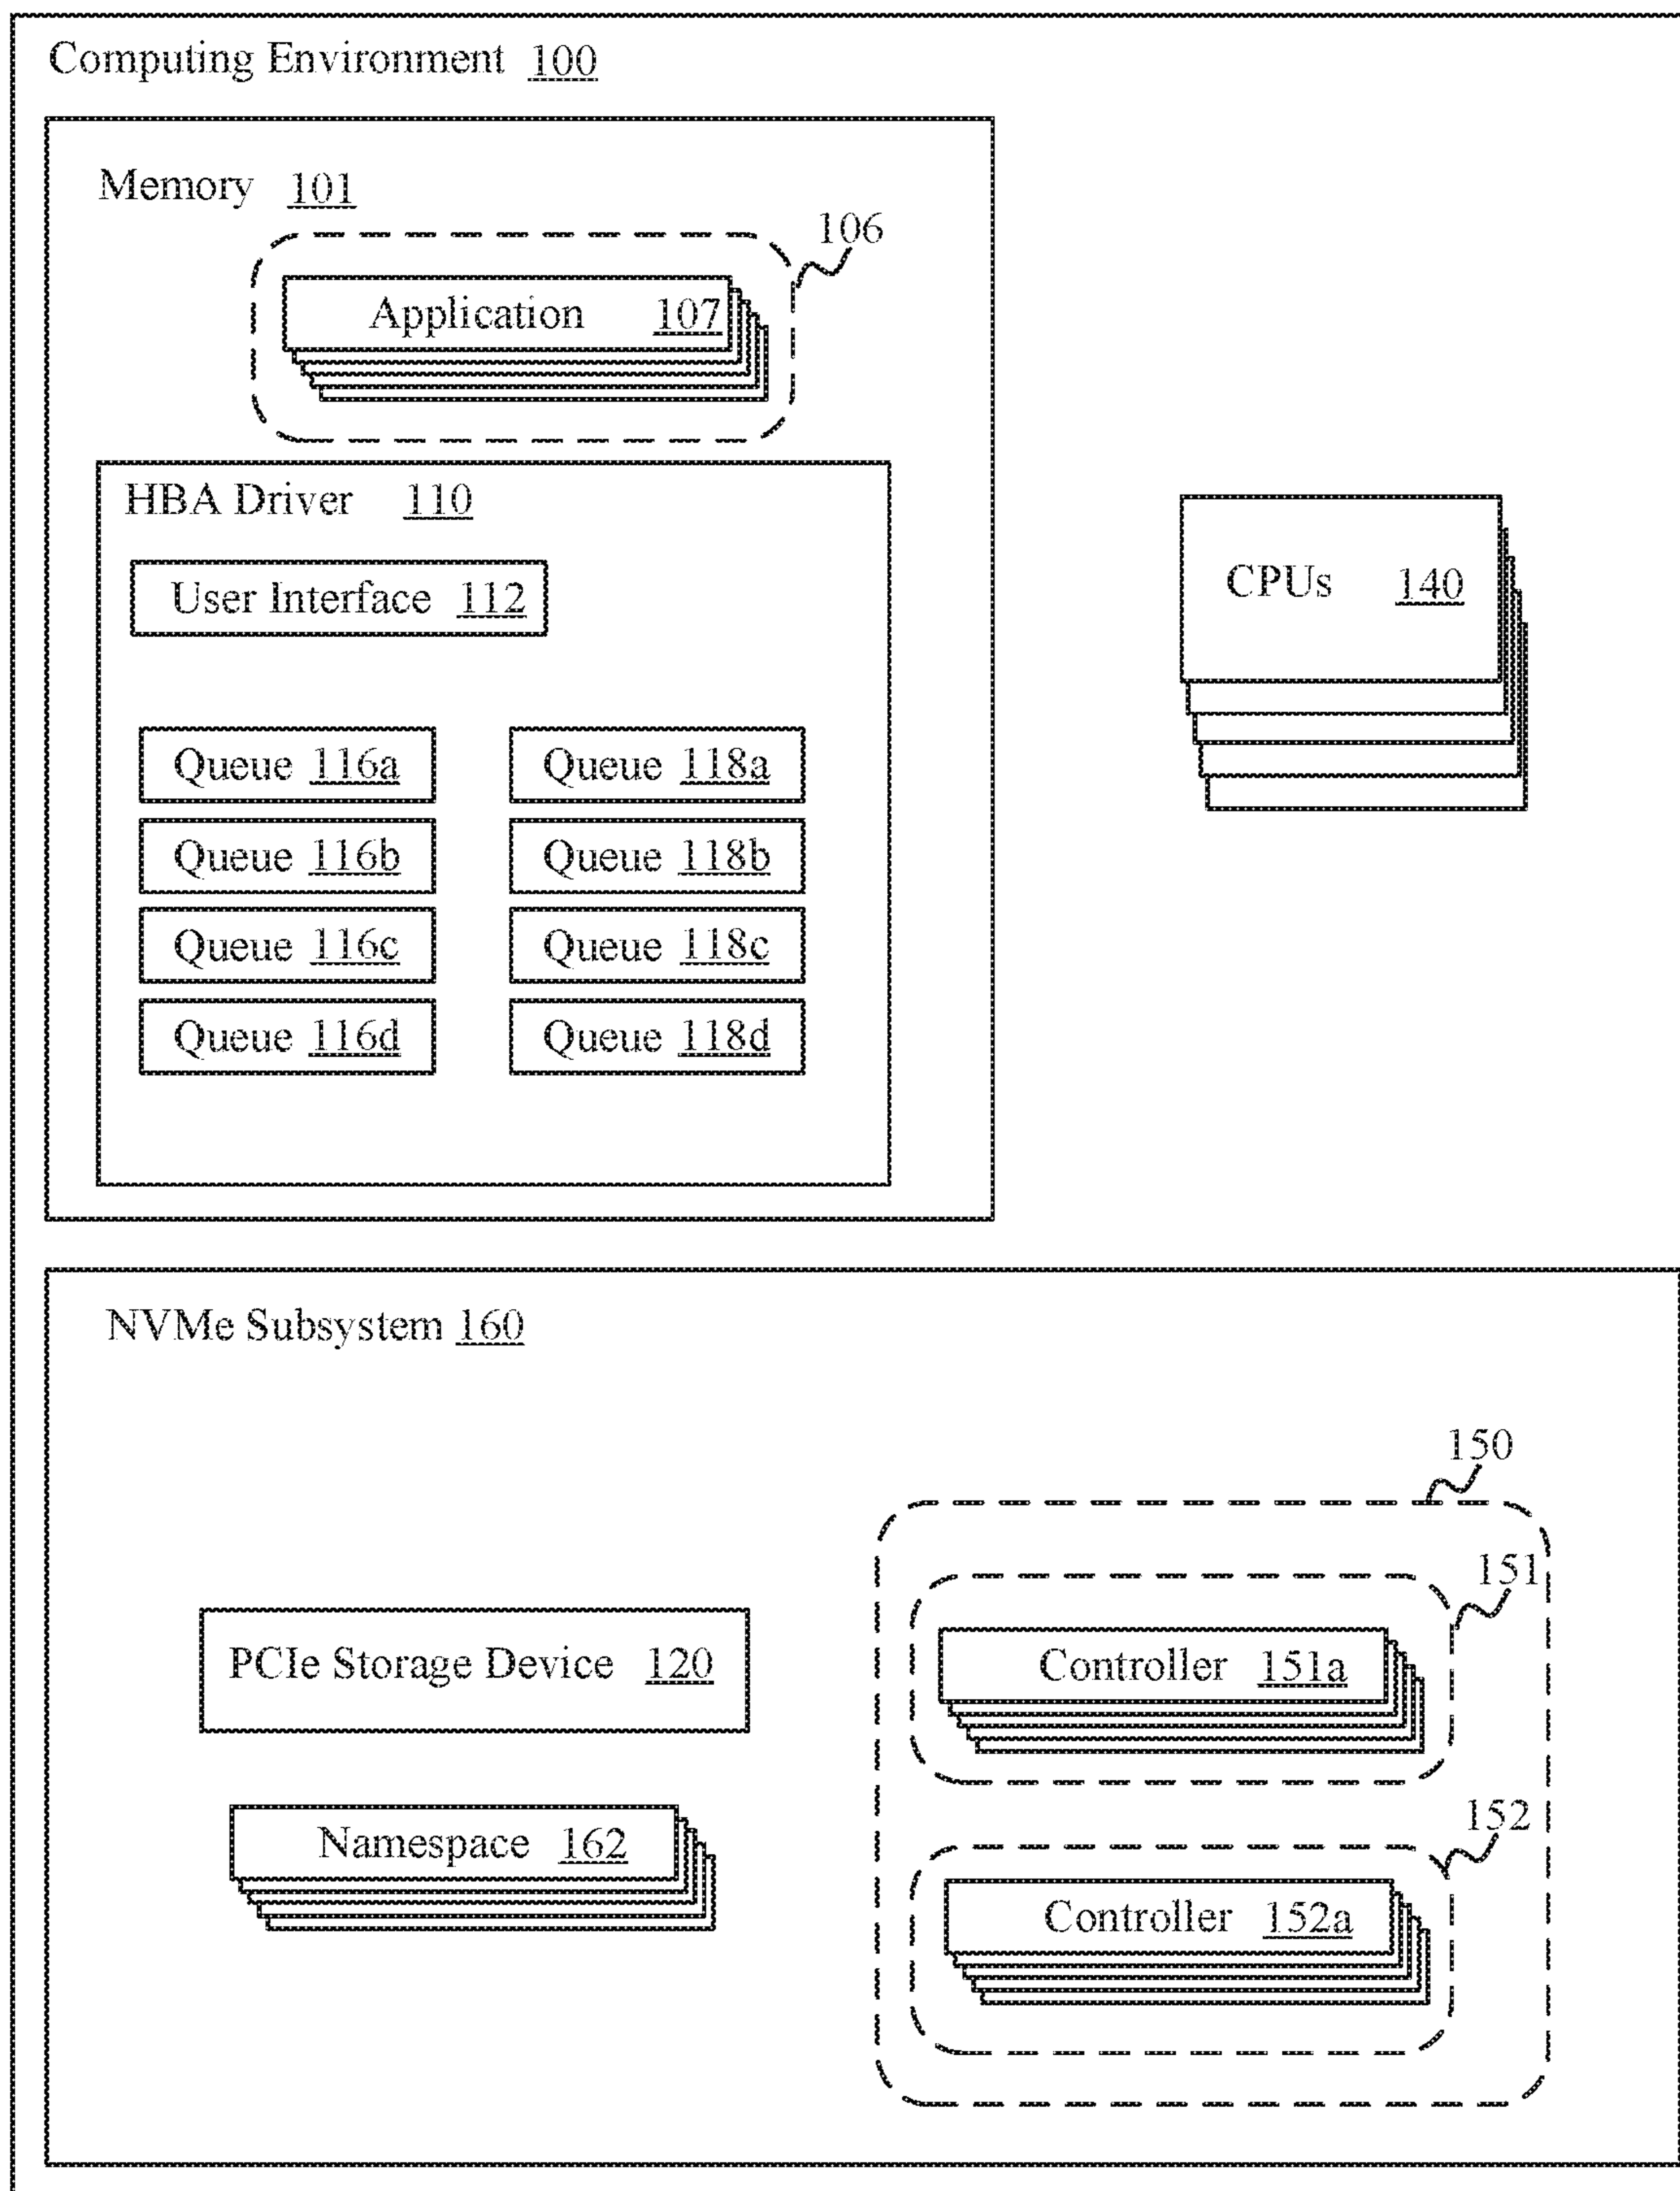 Computing Environment 100
Memory 101
106
Application 107
HBA Driver 110
User Interface 112
CPUs 140
Queue 116a
Queue 118a
Queue 116b
Queue 118b
Queue 116c
Queue 118c
Queue 116d
Queue 118d
NVMe Subsystem 160
150
151
PCIe Storage Device 120
Controller 151a
152
Namespace 162
Controller 152a